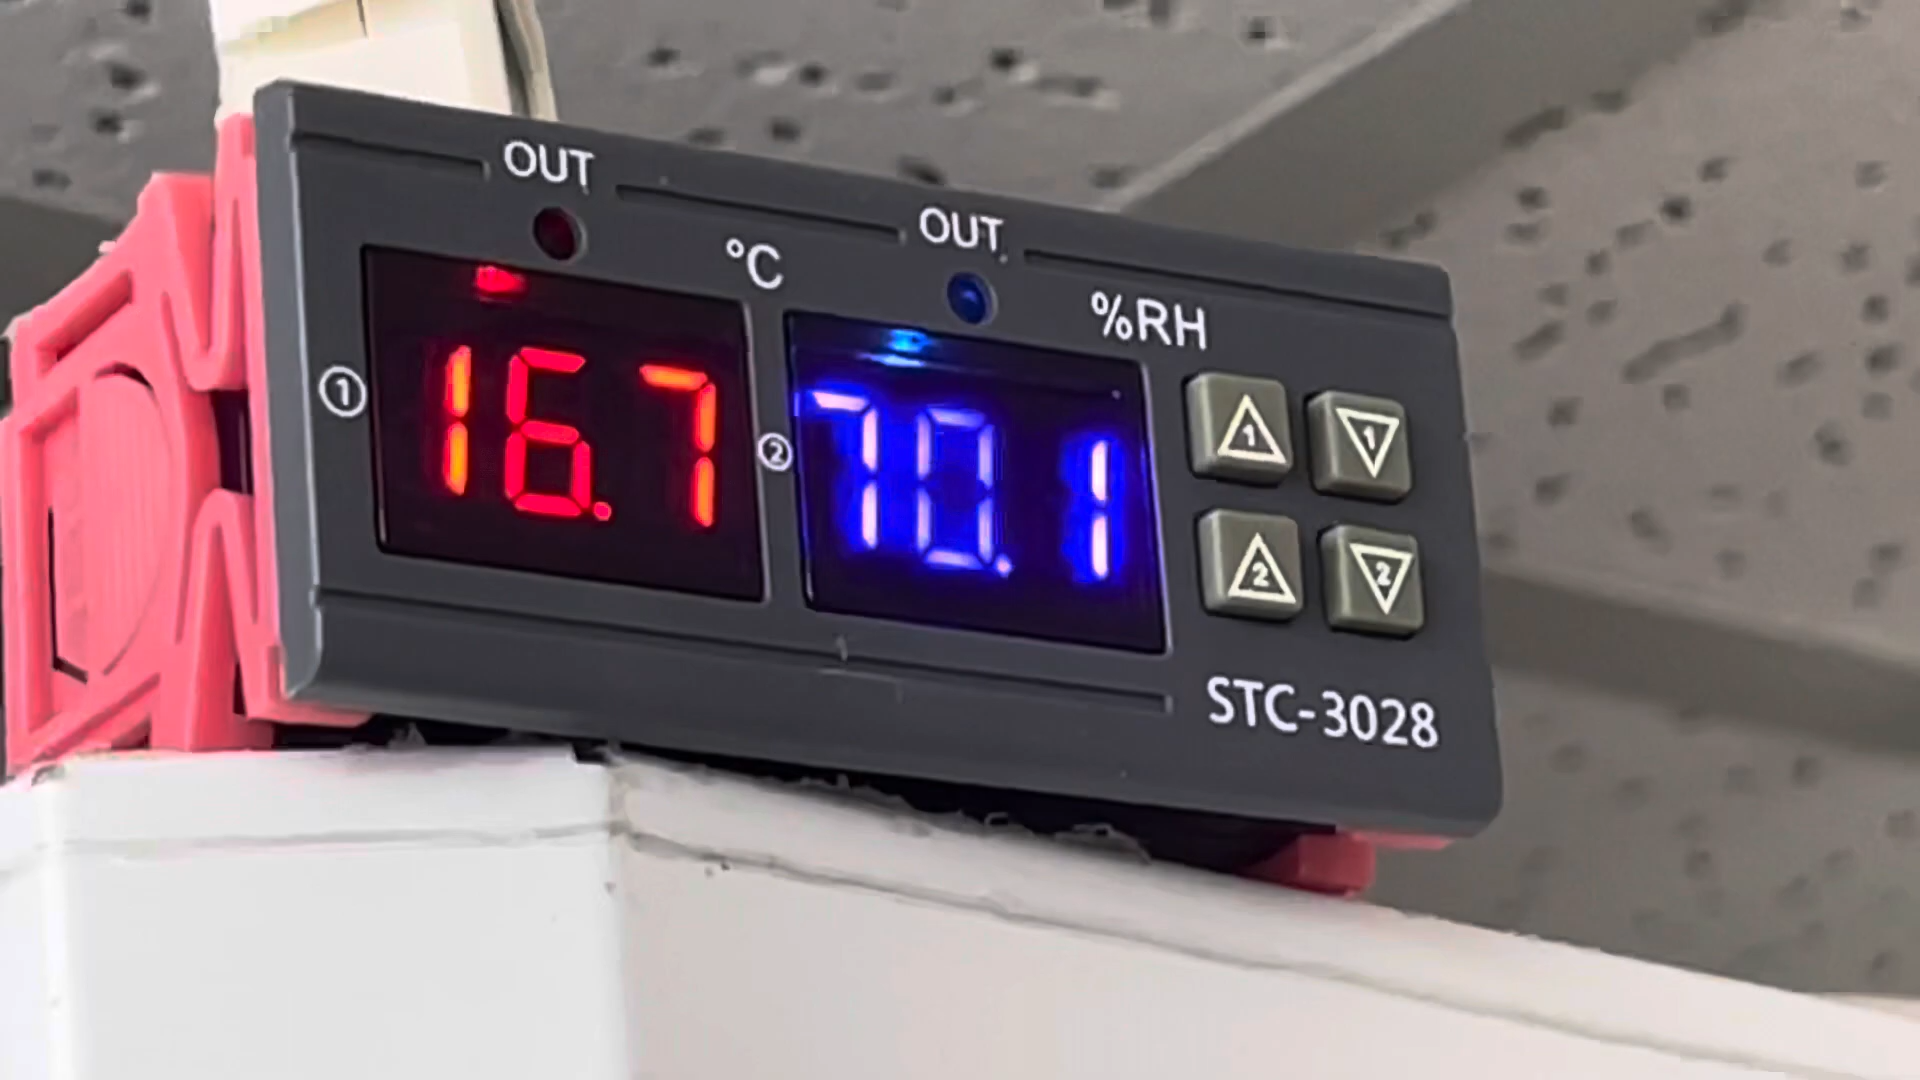 OUT
OUT
°C
%RH
① 16.7
② 70.1
1 1
2 2
STC-3028